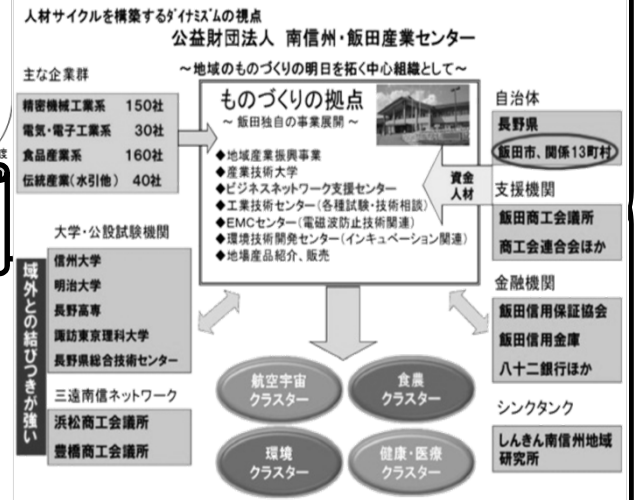 人材サイクルを構築するﾀﾞｲﾅﾐｽﾞﾑの視点
公益財団法人 南信州・飯田産業センター
～地域のものづくりの明日を拓く中心組織として～
主な企業群
精密機械工業系 150社
電気・電子工業系 30社
食品産業系 160社
伝統産業(水引他) 40社
ものづくりの拠点
～ 飯田独自の事業展開 ～
◆地域産業振興事業
◆産業技術大学
◆ビジネスネットワーク支援センター
◆工業技術センター(各種試験・技術相談)
◆EMCセンター(電磁波防止技術関連)
◆環境技術開発センター(インキュベーション関連)
◆地場産品紹介、販売
資金
人材
自治体
長野県
飯田市、関係13町村
支援機関
飯田商工会議所
商工会連合会ほか
金融機関
飯田信用保証協会
飯田信用金庫
八十二銀行ほか
シンクタンク
しんきん南信州地域
研究所
大学・公設試験機関
信州大学
明治大学
長野高専
諏訪東京理科大学
長野県総合技術センター
三遠南信ネットワーク
浜松商工会議所
豊橋商工会議所
域外との結びつきが強い
航空宇宙
クラスター
食農
クラスター
環境
クラスター
健康・医療
クラスター